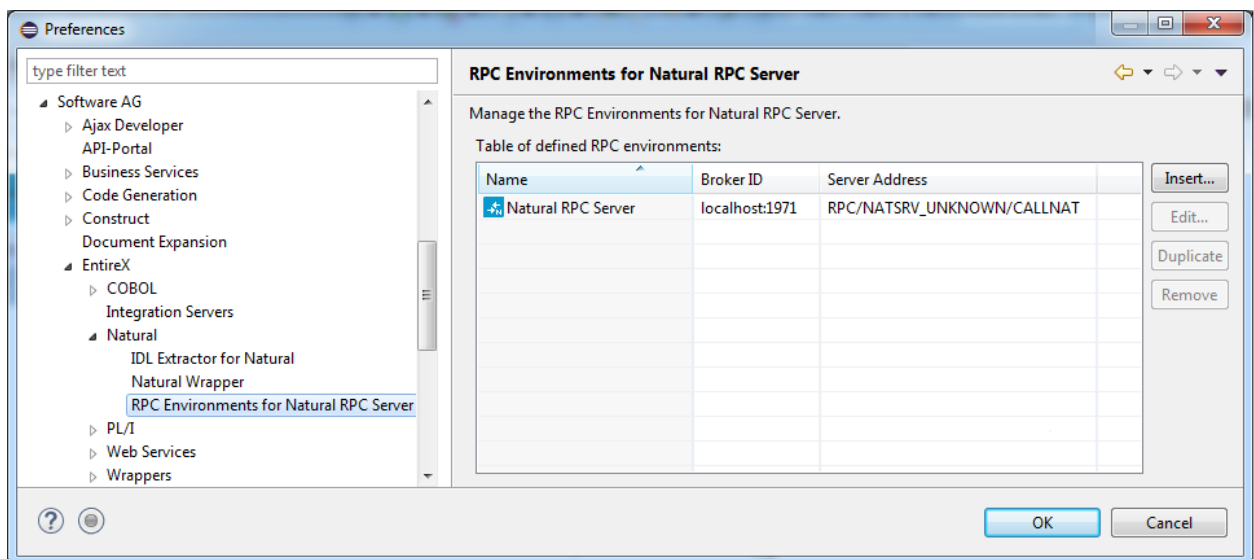 Preferences
type filter text
Software AG
Ajax Developer
API-Portal
Business Services
Code Generation
Construct
Document Expansion
EntireX
COBOL
Integration Servers
Natural
IDL Extractor for Natural
Natural Wrapper
RPC Environments for Natural RPC Server
PL/I
Web Services
Wrappers
RPC Environments for Natural RPC Server
Manage the RPC Environments for Natural RPC Server.
Table of defined RPC environments:
Name Broker ID Server Address
Natural RPC Server localhost:1971 RPC/NATSRV_UNKNOWN/CALLNAT
Insert...
Edit...
Duplicate
Remove
OK Cancel